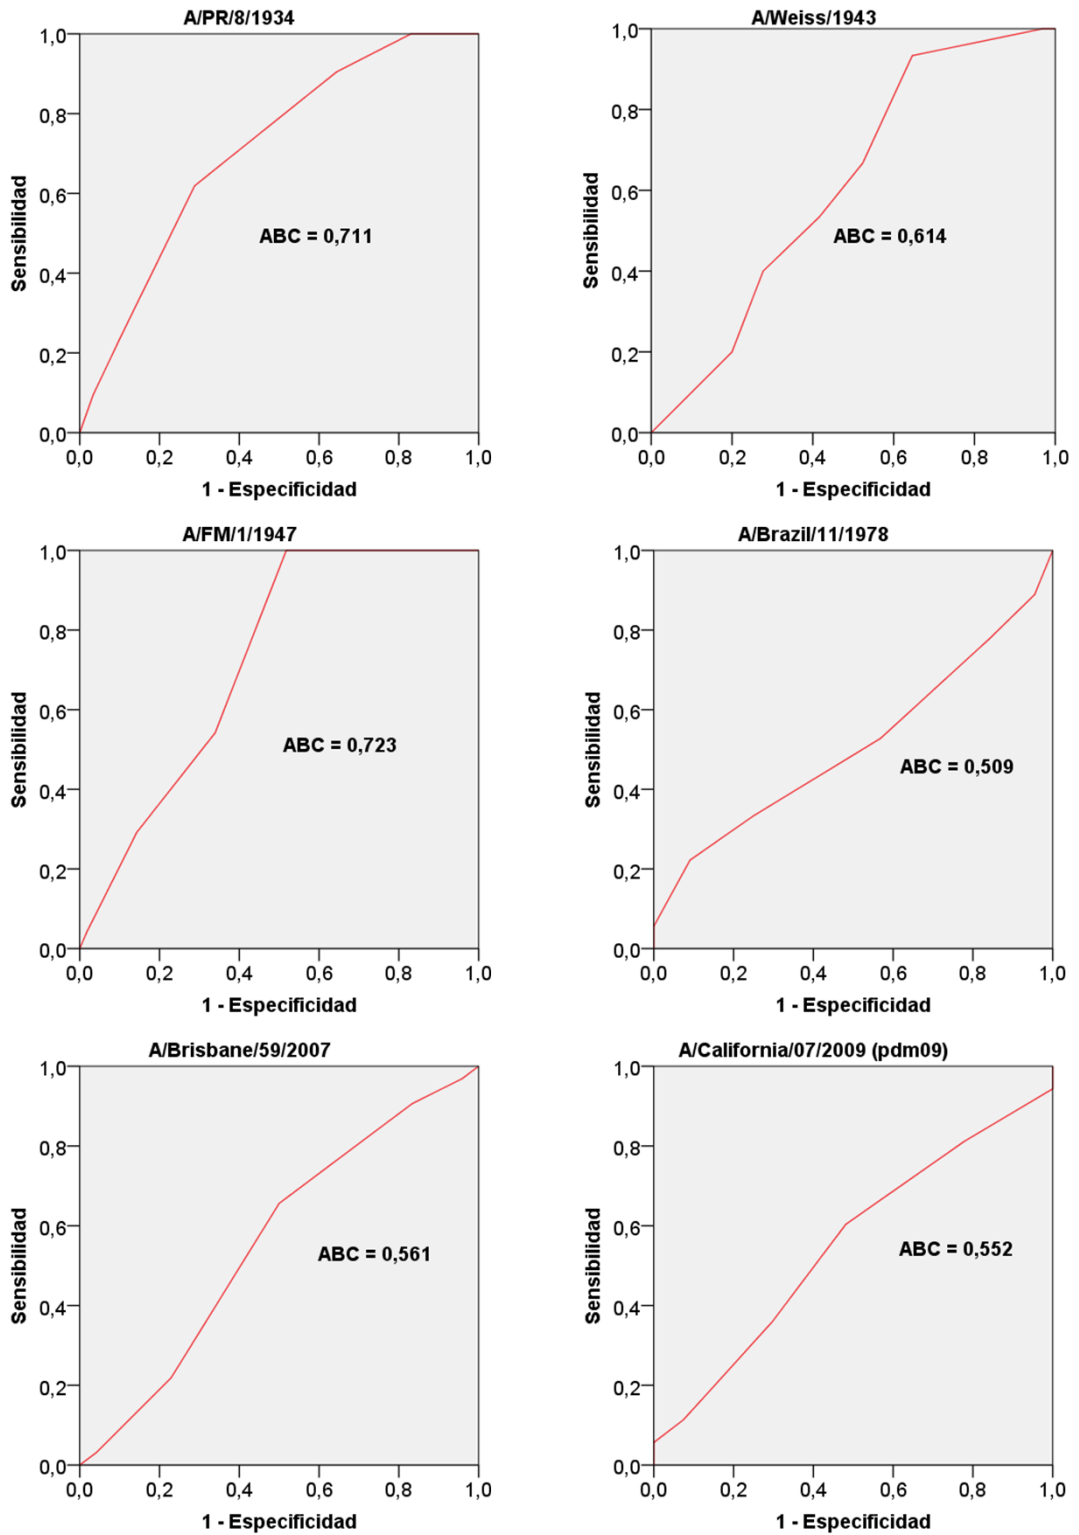 A/PR/8/1934
1,0
0,8
0,6
0,4
0,2
0,0
Sensibilidad
ABC = 0,711
0,0 0,2 0,4 0,6 0,8 1,0
1 - Especificidad
A/Weiss/1943
1,0
0,8
0,6
0,4
0,2
0,0
Sensibilidad
ABC = 0,614
0,0 0,2 0,4 0,6 0,8 1,0
1 - Especificidad
A/FM/1/1947
1,0
0,8
0,6
0,4
0,2
0,0
Sensibilidad
ABC = 0,723
0,0 0,2 0,4 0,6 0,8 1,0
1 - Especificidad
A/Brazil/11/1978
1,0
0,8
0,6
0,4
0,2
0,0
Sensibilidad
ABC = 0,509
0,0 0,2 0,4 0,6 0,8 1,0
1 - Especificidad
A/Brisbane/59/2007
1,0
0,8
0,6
0,4
0,2
0,0
Sensibilidad
ABC = 0,561
0,0 0,2 0,4 0,6 0,8 1,0
1 - Especificidad
A/California/07/2009 (pdm09)
1,0
0,8
0,6
0,4
0,2
0,0
Sensibilidad
ABC = 0,552
0,0 0,2 0,4 0,6 0,8 1,0
1 - Especificidad